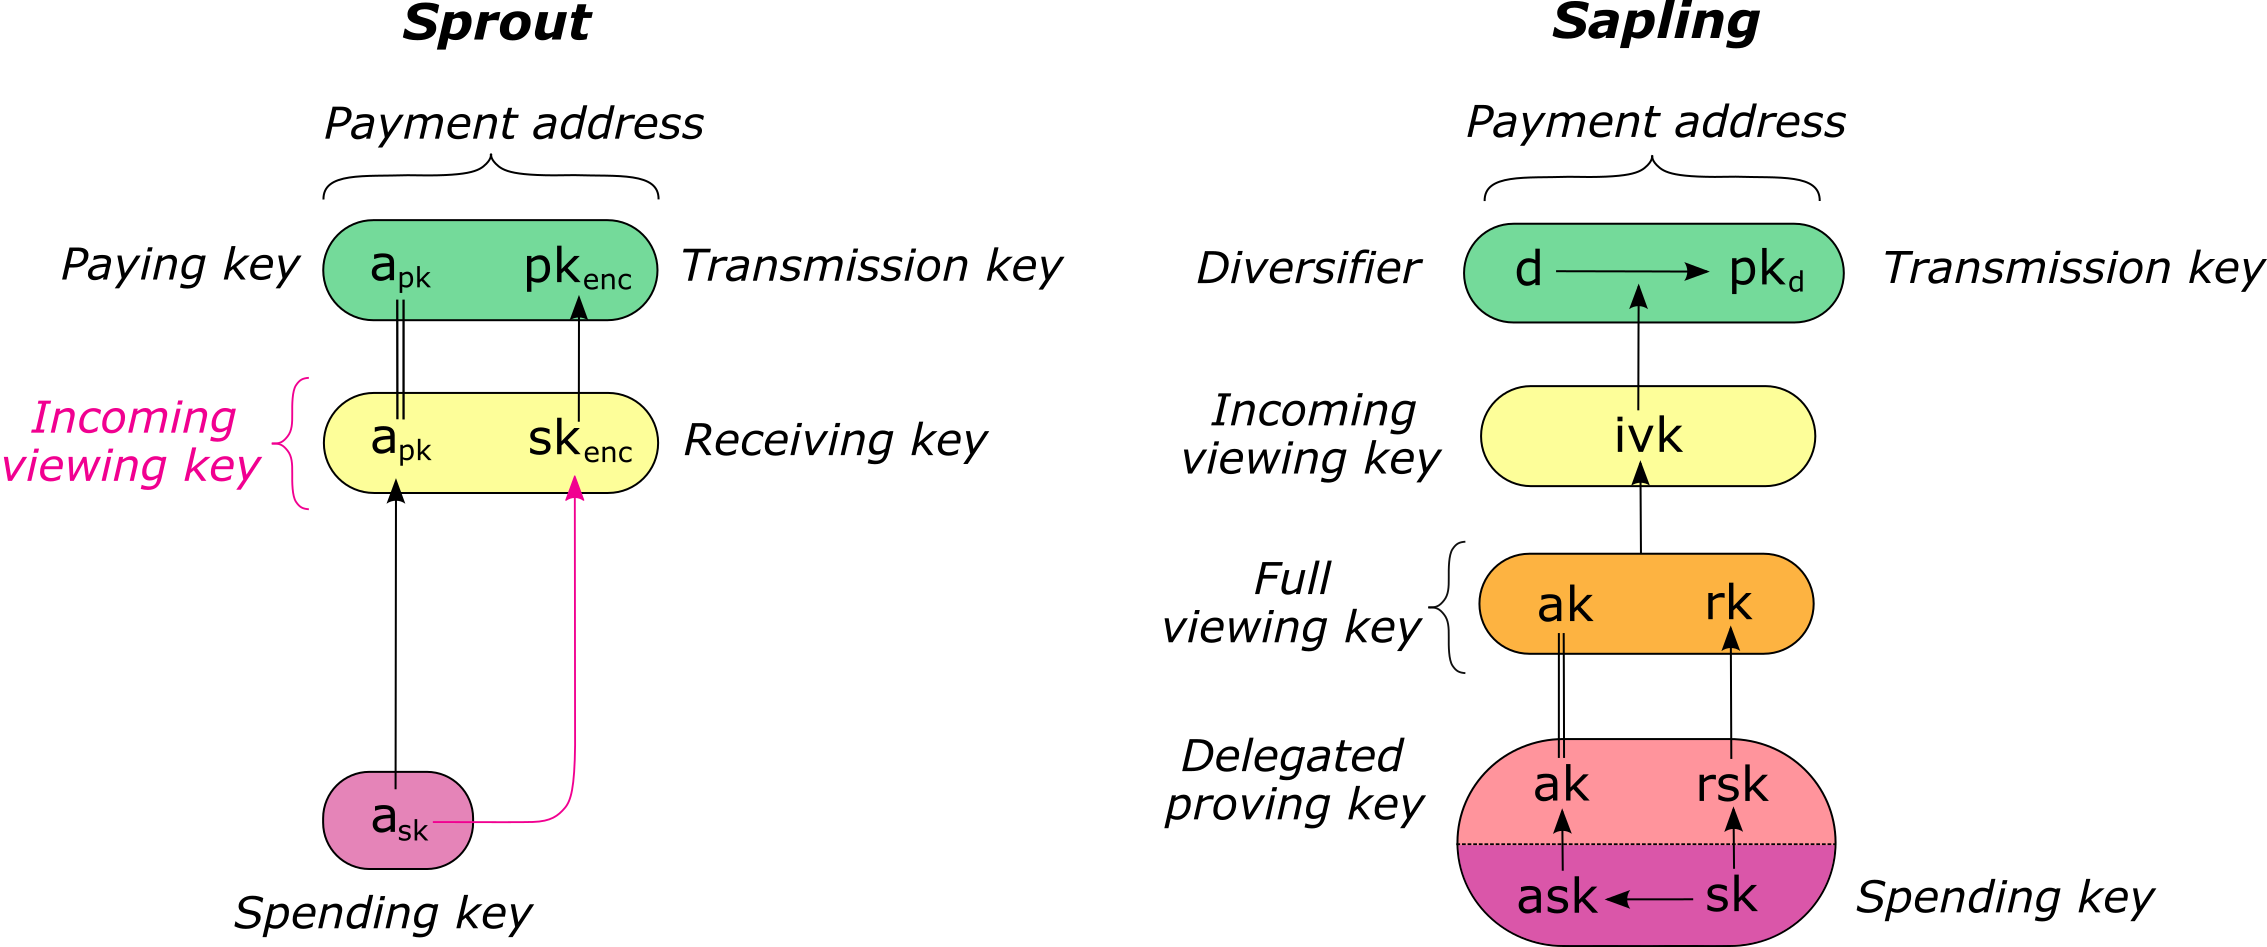 Sprout
Payment address
Paying key
apk
pkenc
Transmission key
Incoming
viewing key
apk
skenc
Receiving key
ask
Spending key
Sapling
Payment address
Diversifier
d
pkd
Transmission key
Incoming
viewing key
ivk
Full
viewing key
ak
rk
Delegated
proving key
ak
rsk
ask
sk
Spending key